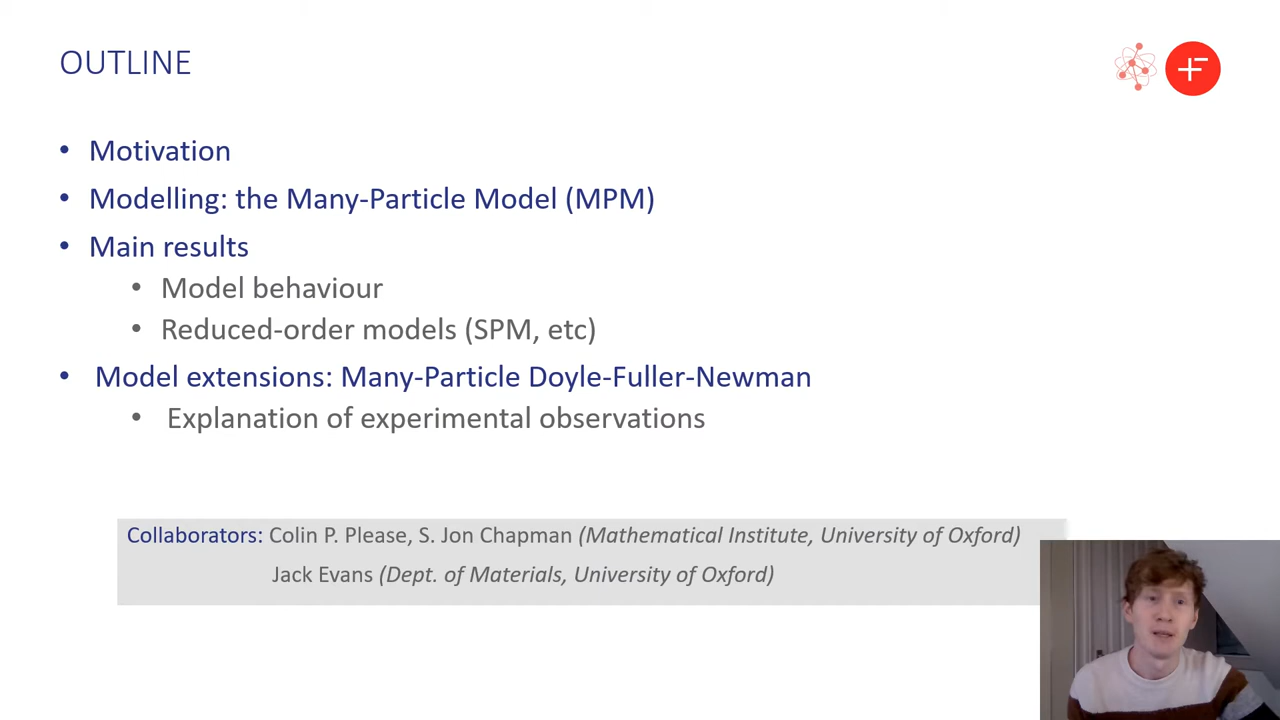 OUTLINE
• Motivation
• Modelling: the Many-Particle Model (MPM)
• Main results
• Model behaviour
• Reduced-order models (SPM, etc)
• Model extensions: Many-Particle Doyle-Fuller-Newman
• Explanation of experimental observations
Collaborators: Colin P. Please, S. Jon Chapman (Mathematical Institute, University of Oxford)
Jack Evans (Dept. of Materials, University of Oxford)